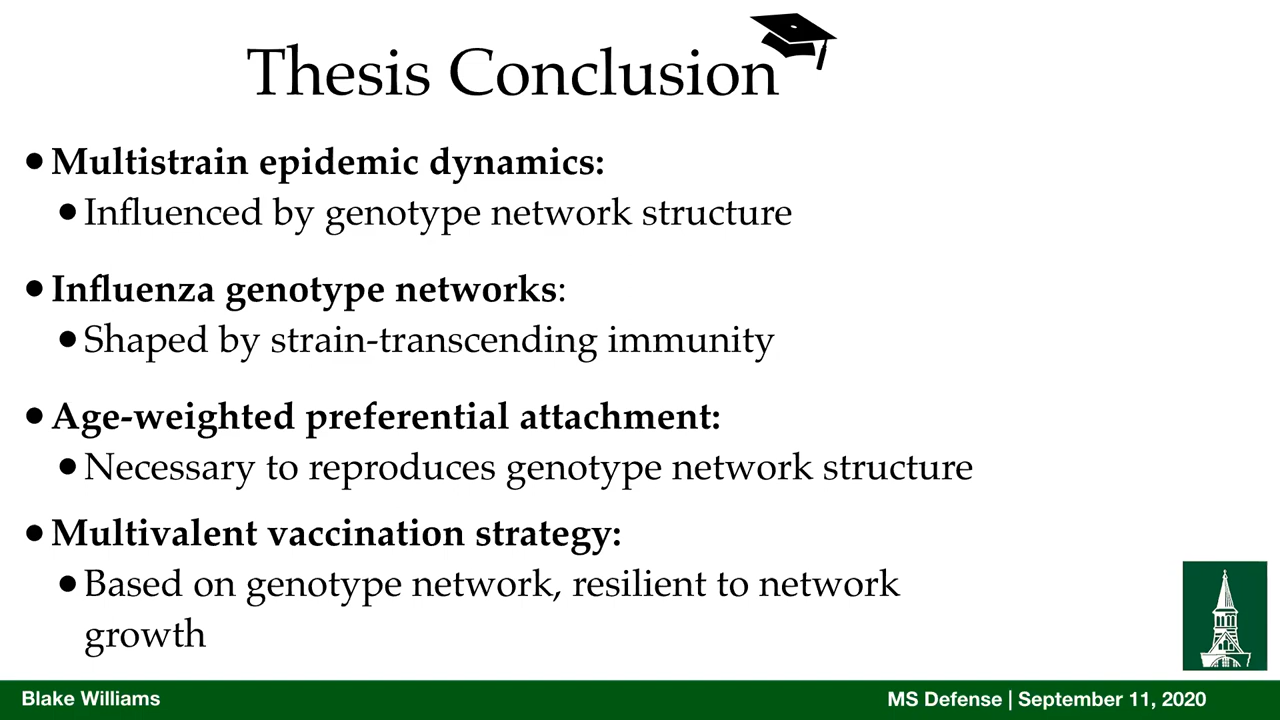 Thesis Conclusion
● Multistrain epidemic dynamics:
● Influenced by genotype network structure
● Influenza genotype networks:
● Shaped by strain-transcending immunity
● Age-weighted preferential attachment:
● Necessary to reproduces genotype network structure
● Multivalent vaccination strategy:
● Based on genotype network, resilient to network
growth
Blake Williams
MS Defense | September 11, 2020